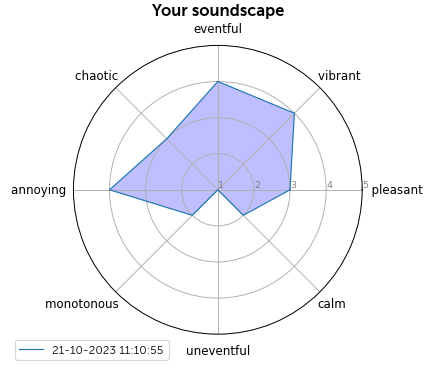 Your soundscape
eventful
chaotic
vibrant
annoying
1 2 3 4 5
pleasant
monotonous
calm
uneventful
21-10-2023 11:10:55